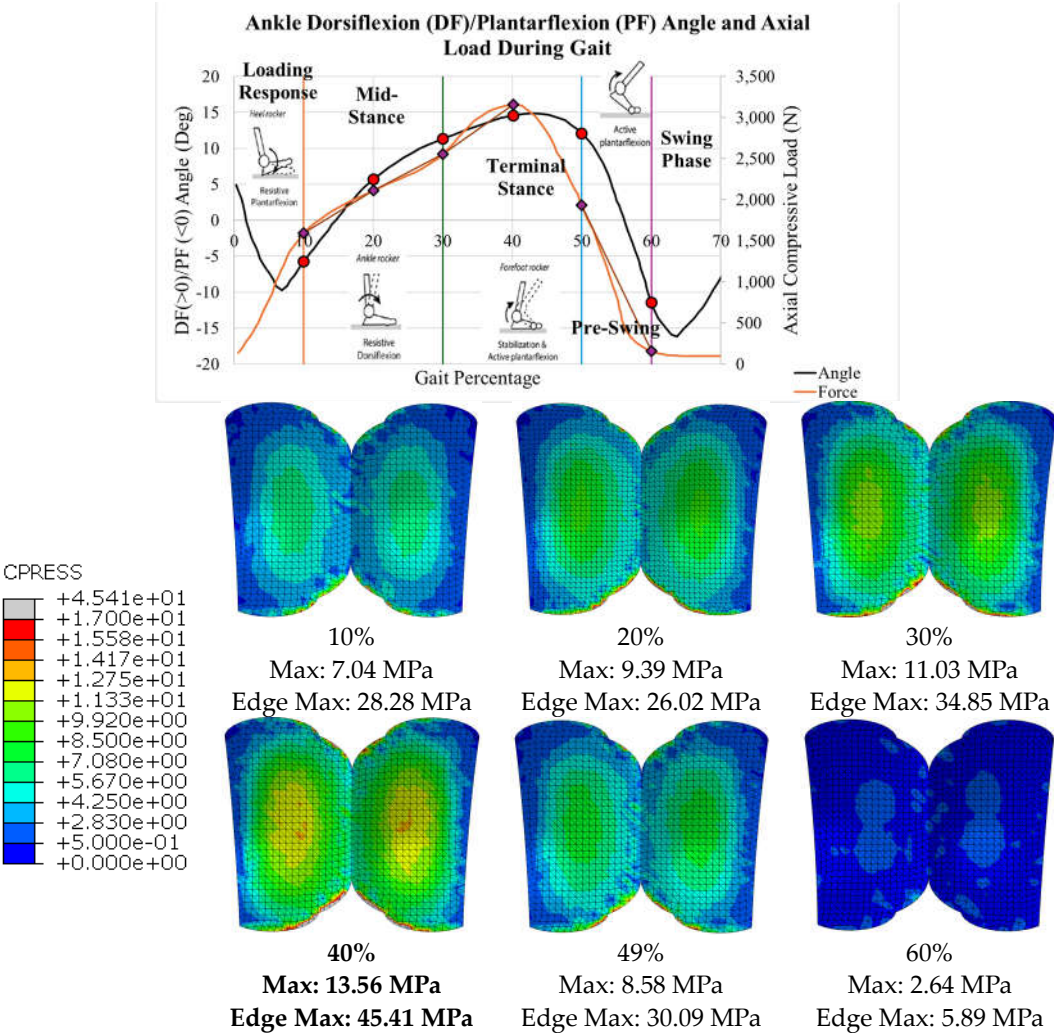 Ankle Dorsiflexion (DF)/Plantarflexion (PF) Angle and Axial
Load During Gait
DF(>0)/PF (<0) Angle (Deg)
20
15
10
5
0
-5
-10
-15
-20
Loading
Response
Heel rocker
Resistive
Plantarflexion
Mid-
Stance
Ankle rocker
Resistive
Dorsiflexion
Terminal
Stance
Forefoot rocker
Stabilization &
Active plantarflexion
Active
plantarflexion
Pre-Swing
Swing
Phase
0 10 20 30 40 50 60 70
Gait Percentage
3,500
3,000
2,500
2,000
1,500
1,000
500
0
Axial Compressive Load (N)
Angle
Force
CPRESS
+4.541e+01
+1.700e+01
+1.558e+01
+1.417e+01
+1.275e+01
+1.133e+01
+9.920e+00
+8.500e+00
+7.080e+00
+5.670e+00
+4.250e+00
+2.830e+00
+5.000e-01
+0.000e+00
10%
Max: 7.04 MPa
Edge Max: 28.28 MPa
20%
Max: 9.39 MPa
Edge Max: 26.02 MPa
30%
Max: 11.03 MPa
Edge Max: 34.85 MPa
40%
Max: 13.56 MPa
Edge Max: 45.41 MPa
49%
Max: 8.58 MPa
Edge Max: 30.09 MPa
60%
Max: 2.64 MPa
Edge Max: 5.89 MPa